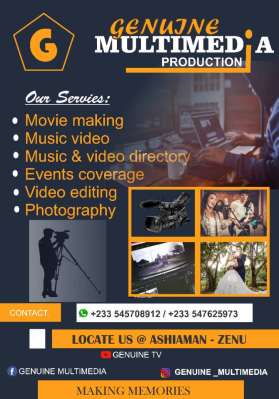 G
GENUINE
MULTIMEDiA
PRODUCTION
Our Servies:
• Movie making
• Music video
• Music & video directory
• Events coverage
• Video editing
• Photography
CONTACT: +233 545708912 / +233 547625973
LOCATE US @ ASHIAMAN - ZENU
GENUINE TV
GENUINE MULTIMEDIA GENUINE _MULTIMEDIA
MAKING MEMORIES